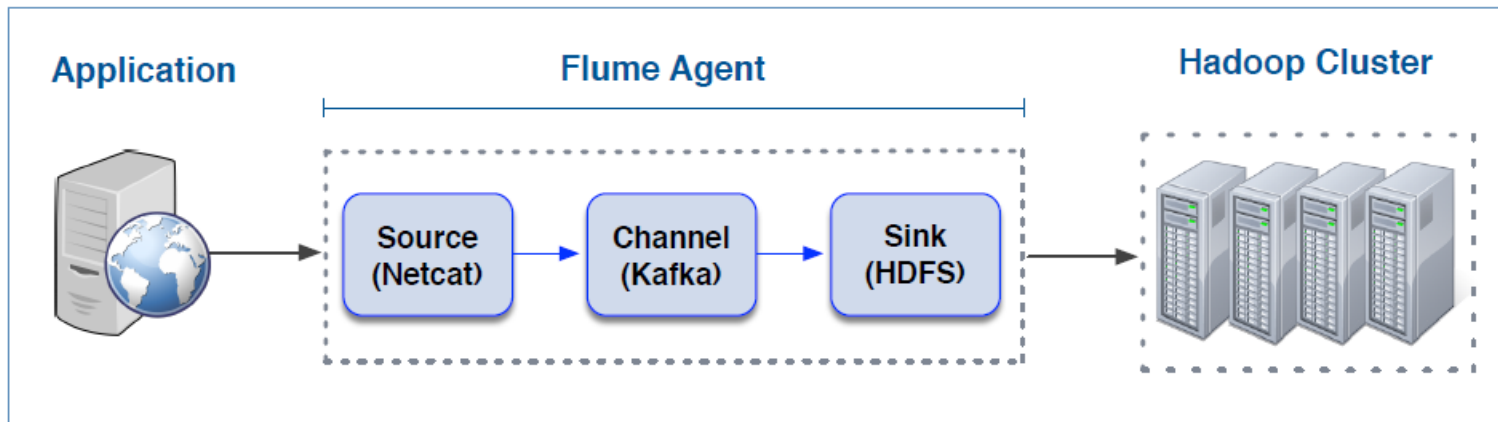 Application
Flume Agent
Hadoop Cluster
Source
(Netcat)
Channel
(Kafka)
Sink
(HDFS)